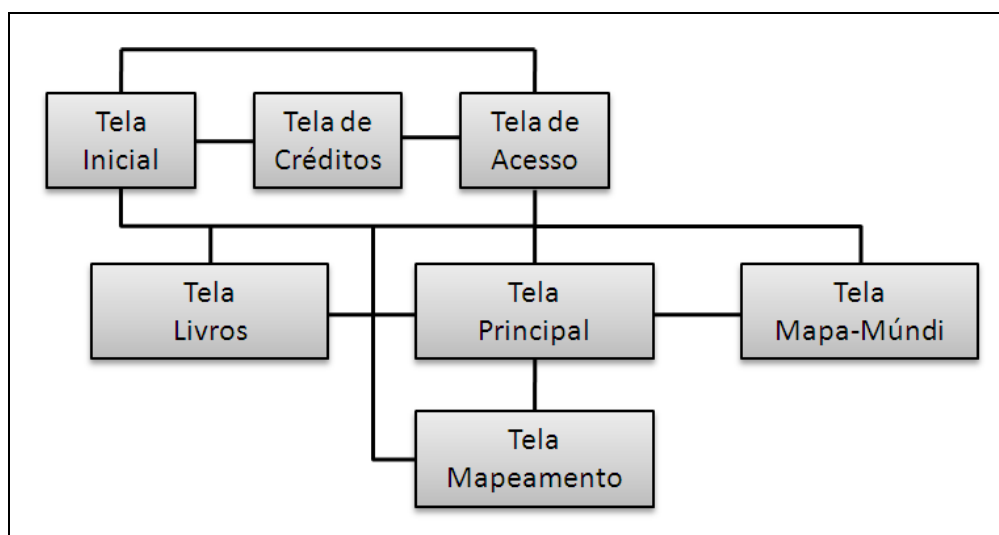 Tela
Inicial
Tela de
Créditos
Tela de
Acesso
Tela
Livros
Tela
Principal
Tela
Mapa-Múndi
Tela
Mapeamento